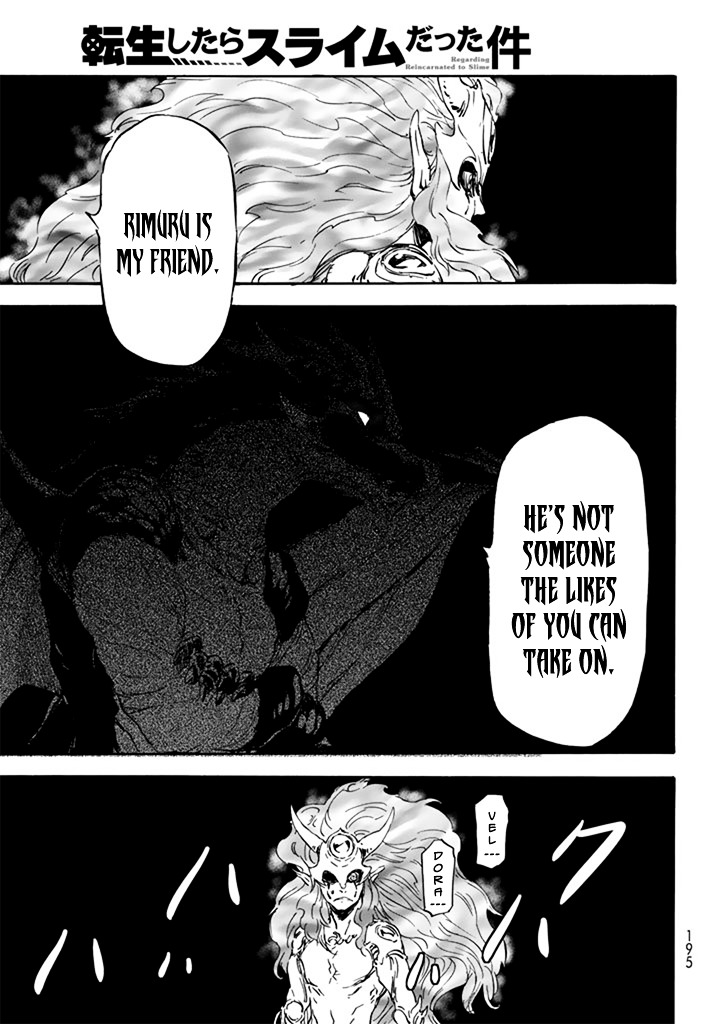 転生したらスライムだった件
Regarding
Reincarnated to Slime
RIMURU IS
MY FRIEND.
HE'S NOT
SOMEONE
THE LIKES
OF YOU CAN
TAKE ON.
VEL
---
DORA
---
ハ
ハ
ハ
ハ
195